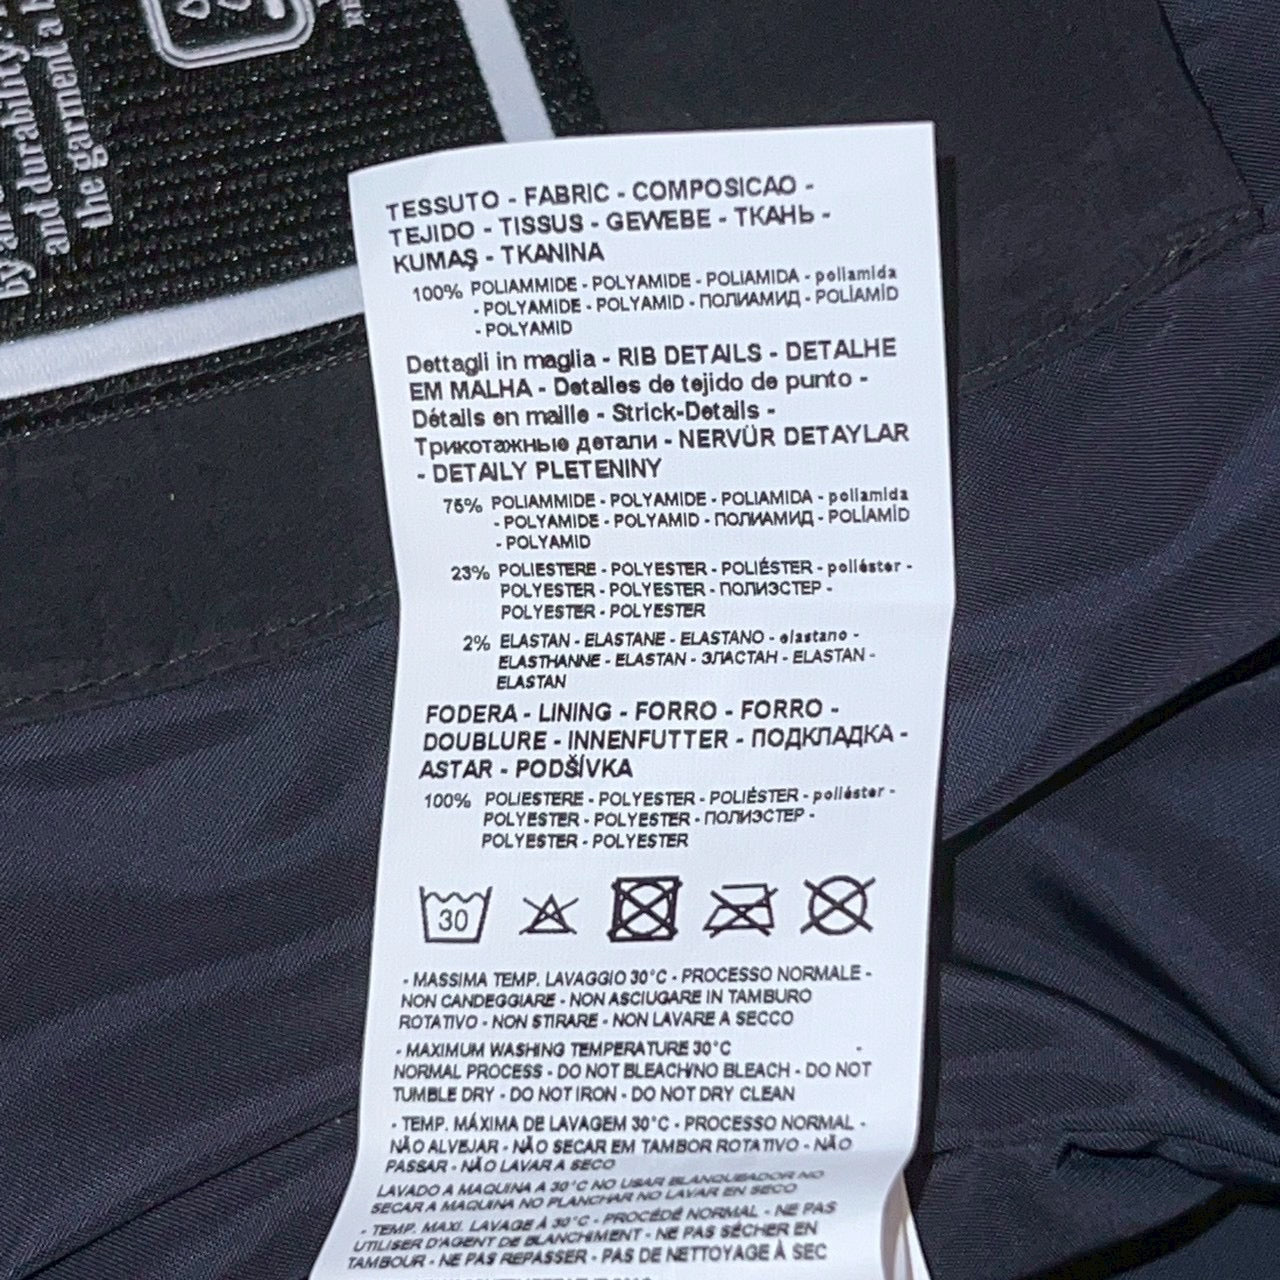 and durability
the garment
TESSUTO - FABRIC - COMPOSICAO -
TEJIDO - TISSUS - GEWEBE - ТКАНЬ -
KUMAŞ - TKANINA
100% POLIAMMIDE - POLYAMIDE - POLIAMIDA - poliamida
- POLYAMIDE - POLYAMID - ПОЛИАМИД - POLİAMİD
- POLYAMID
Dettagli in maglia - RIB DETAILS - DETALHE
EM MALHA - Detalles de tejido de punto -
Détails en maille - Strick-Details -
Трикотажные детали - NERVÜR DETAYLAR
- DETAILY PLETENINY
75% POLIAMMIDE - POLYAMIDE - POLIAMIDA - poliamida
- POLYAMIDE - POLYAMID - ПОЛИАМИД - POLİAMİD
- POLYAMID
23% POLIESTERE - POLYESTER - POLIÉSTER - poliéster -
POLYESTER - POLYESTER - ПОЛИЭСТЕР -
POLYESTER - POLYESTER
2% ELASTAN - ELASTANE - ELASTANO - elastano -
ELASTHANNE - ELASTAN - ЭЛАСТАН - ELASTAN -
ELASTAN
FODERA - LINING - FORRO - FORRO -
DOUBLURE - INNENFUTTER - ПОДКЛАДКА -
ASTAR - PODŠÍVKA
100% POLIESTERE - POLYESTER - POLIÉSTER - poliéster -
POLYESTER - POLYESTER - ПОЛИЭСТЕР -
POLYESTER - POLYESTER
30
- MASSIMA TEMP. LAVAGGIO 30°C - PROCESSO NORMALE -
NON CANDEGGIARE - NON ASCIUGARE IN TAMBURO
ROTATIVO - NON STIRARE - NON LAVARE A SECCO
- MAXIMUM WASHING TEMPERATURE 30°C -
NORMAL PROCESS - DO NOT BLEACH/NO BLEACH - DO NOT
TUMBLE DRY - DO NOT IRON - DO NOT DRY CLEAN
- TEMP. MÁXIMA DE LAVAGEM 30°C - PROCESSO NORMAL -
NÃO ALVEJAR - NÃO SECAR EM TAMBOR ROTATIVO - NÃO
PASSAR - NÃO LAVAR A SECO
LAVADO A MAQUINA A 30°C NO USAR BLANQUEADOR NO
SECAR A MAQUINA NO PLANCHAR NO LAVAR EN SECO
- TEMP. MAXI. LAVAGE À 30°C - PROCÉDÉ NORMAL - NE PAS
UTILISER D'AGENT DE BLANCHIMENT - NE PAS SÉCHER EN
TAMBOUR - NE PAS REPASSER - PAS DE NETTOYAGE À SEC